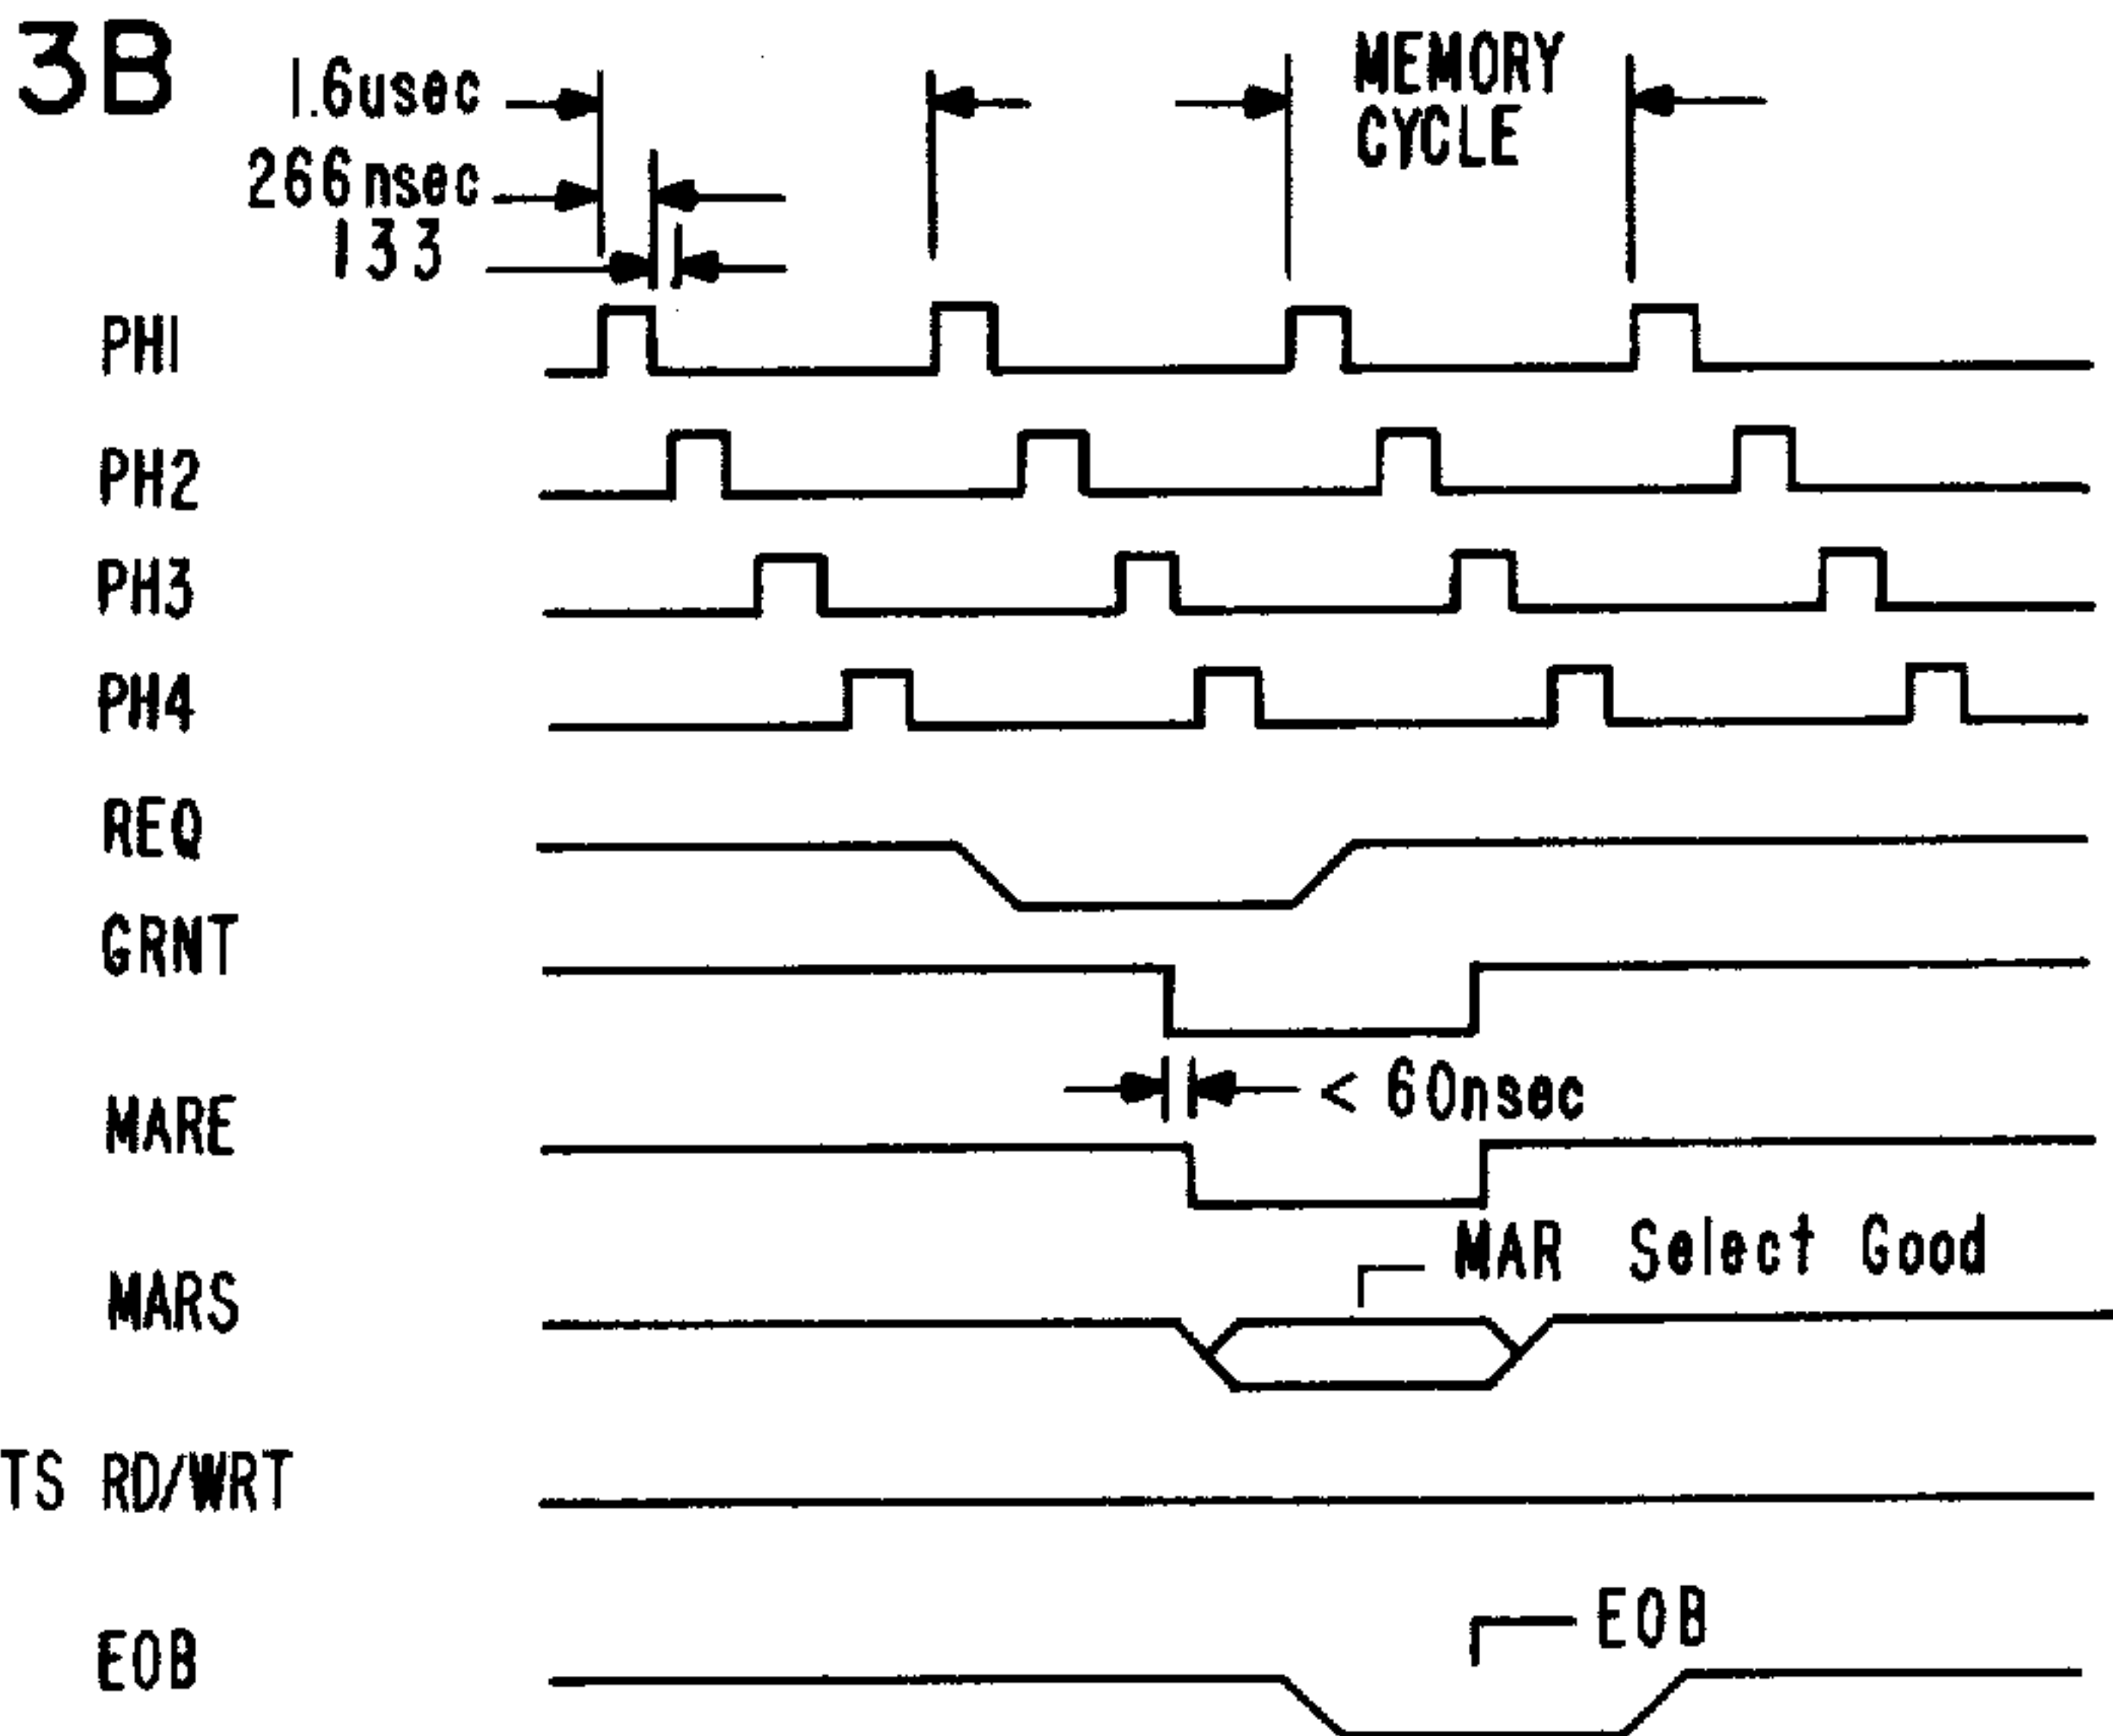 3B
1.6usec
MEMORY
CYCLE
266nsec
133
PH1
PH2
PH3
PH4
REQ
GRNT
< 60nsec
MARE
MAR Select Good
MARS
TS RD/WRT
EOB
EOB